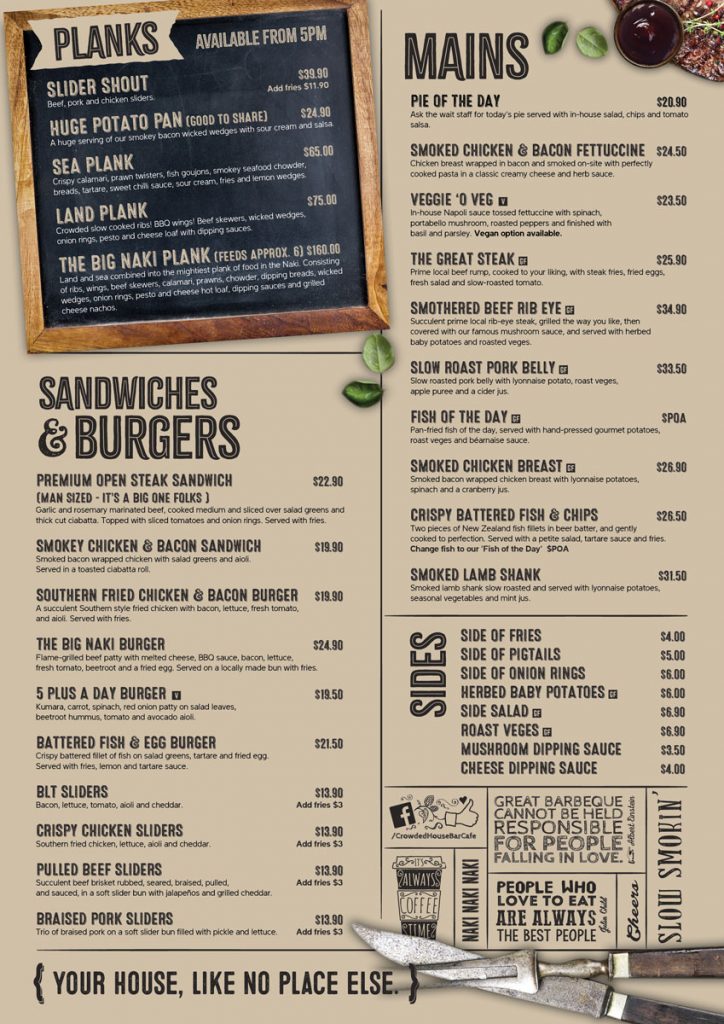 PLANKS
AVAILABLE FROM 5PM
SLIDER SHOUT $39.90
Beef, pork and chicken sliders. Add fries $11.90
HUGE POTATO PAN (GOOD TO SHARE) $24.90
A huge serving of our smokey bacon wicked wedges with sour cream and salsa.
SEA PLANK $65.00
Crispy calamari, prawn twisters, fish goujons, smokey seafood chowder,
breads, tartare, sweet chilli sauce, sour cream, fries and lemon wedges.
LAND PLANK $75.00
Crowded slow cooked ribs! BBQ wings! Beef skewers, wicked wedges,
onion rings, pesto and cheese loaf with dipping sauces.
THE BIG NAKI PLANK (FEEDS APPROX. 6) $160.00
Land and sea combined into the mightiest plank of food in the Naki. Consisting
of ribs, wings, beef skewers, calamari, prawns, chowder, dipping breads, wicked
wedges, onion rings, pesto and cheese hot loaf, dipping sauces and grilled
cheese nachos.
SANDWICHES
& BURGERS
PREMIUM OPEN STEAK SANDWICH $22.90
(MAN SIZED - IT'S A BIG ONE FOLKS )
Garlic and rosemary marinated beef, cooked medium and sliced over salad greens and
thick cut ciabatta. Topped with sliced tomatoes and onion rings. Served with fries.
SMOKEY CHICKEN & BACON SANDWICH $19.90
Smoked bacon wrapped chicken with salad greens and aioli.
Served in a toasted ciabatta roll.
SOUTHERN FRIED CHICKEN & BACON BURGER $19.90
A succulent Southern style fried chicken with bacon, lettuce, fresh tomato,
and aioli. Served with fries.
THE BIG NAKI BURGER $24.90
Flame-grilled beef patty with melted cheese, BBQ sauce, bacon, lettuce,
fresh tomato, beetroot and a fried egg. Served on a locally made bun with fries.
5 PLUS A DAY BURGER V $19.50
Kumara, carrot, spinach, red onion patty on salad leaves,
beetroot hummus, tomato and avocado aioli.
BATTERED FISH & EGG BURGER $21.50
Crispy battered fillet of fish on salad greens, tartare and fried egg.
Served with fries, lemon and tartare sauce.
BLT SLIDERS $13.90
Bacon, lettuce, tomato, aioli and cheddar. Add fries $3
CRISPY CHICKEN SLIDERS $13.90
Southern fried chicken, lettuce, aioli and cheddar. Add fries $3
PULLED BEEF SLIDERS $13.90
Succulent beef brisket rubbed, seared, braised, pulled, Add fries $3
and sauced, in a soft slider bun with jalapeños and grilled cheddar.
BRAISED PORK SLIDERS $13.90
Trio of braised pork on a soft slider bun filled with pickle and lettuce. Add fries $3
{ YOUR HOUSE, LIKE NO PLACE ELSE. }
MAINS
PIE OF THE DAY $20.90
Ask the wait staff for today's pie served with in-house salad, chips and tomato
salsa.
SMOKED CHICKEN & BACON FETTUCCINE $24.50
Chicken breast wrapped in bacon and smoked on-site with perfectly
cooked pasta in a classic creamy cheese and herb sauce.
VEGGIE 'O VEG V $23.50
In-house Napoli sauce tossed fettuccine with spinach,
portabello mushroom, roasted peppers and finished with
basil and parsley. Vegan option available.
THE GREAT STEAK GF $25.90
Prime local beef rump, cooked to your liking, with steak fries, fried eggs,
fresh salad and slow-roasted tomato.
SMOTHERED BEEF RIB EYE GF $34.90
Succulent prime local rib-eye steak, grilled the way you like, then
covered with our famous mushroom sauce, and served with herbed
baby potatoes and roasted veges.
SLOW ROAST PORK BELLY GF $33.50
Slow roasted pork belly with lyonnaise potato, roast veges,
apple puree and a cider jus.
FISH OF THE DAY GF $POA
Pan-fried fish of the day, served with hand-pressed gourmet potatoes,
roast veges and béarnaise sauce.
SMOKED CHICKEN BREAST GF $26.90
Smoked bacon wrapped chicken breast with lyonnaise potatoes,
spinach and a cranberry jus.
CRISPY BATTERED FISH & CHIPS $26.50
Two pieces of New Zealand fish fillets in beer batter, and gently
cooked to perfection. Served with a petite salad, tartare sauce and fries.
Change fish to our 'Fish of the Day' $POA
SMOKED LAMB SHANK $31.50
Smoked lamb shank slow roasted and served with lyonnaise potatoes,
seasonal vegetables and mint jus.
SIDES
SIDE OF FRIES $4.00
SIDE OF PIGTAILS $5.00
SIDE OF ONION RINGS $6.00
HERBED BABY POTATOES GF $6.00
SIDE SALAD GF $6.90
ROAST VEGES GF $6.90
MUSHROOM DIPPING SAUCE $3.50
CHEESE DIPPING SAUCE $4.00
f
/CrowdedHouseBarCafe
IT'S
ALWAYS
COFFEE
TIME
NAKI NAKI NAKI
GREAT BARBEQUE
CANNOT BE HELD
RESPONSIBLE
FOR PEOPLE
FALLING IN LOVE.
Albert Einstein
PEOPLE WHO
LOVE TO EAT
ARE ALWAYS
THE BEST PEOPLE
Julia Child
Cheers
SLOW SMOKIN'